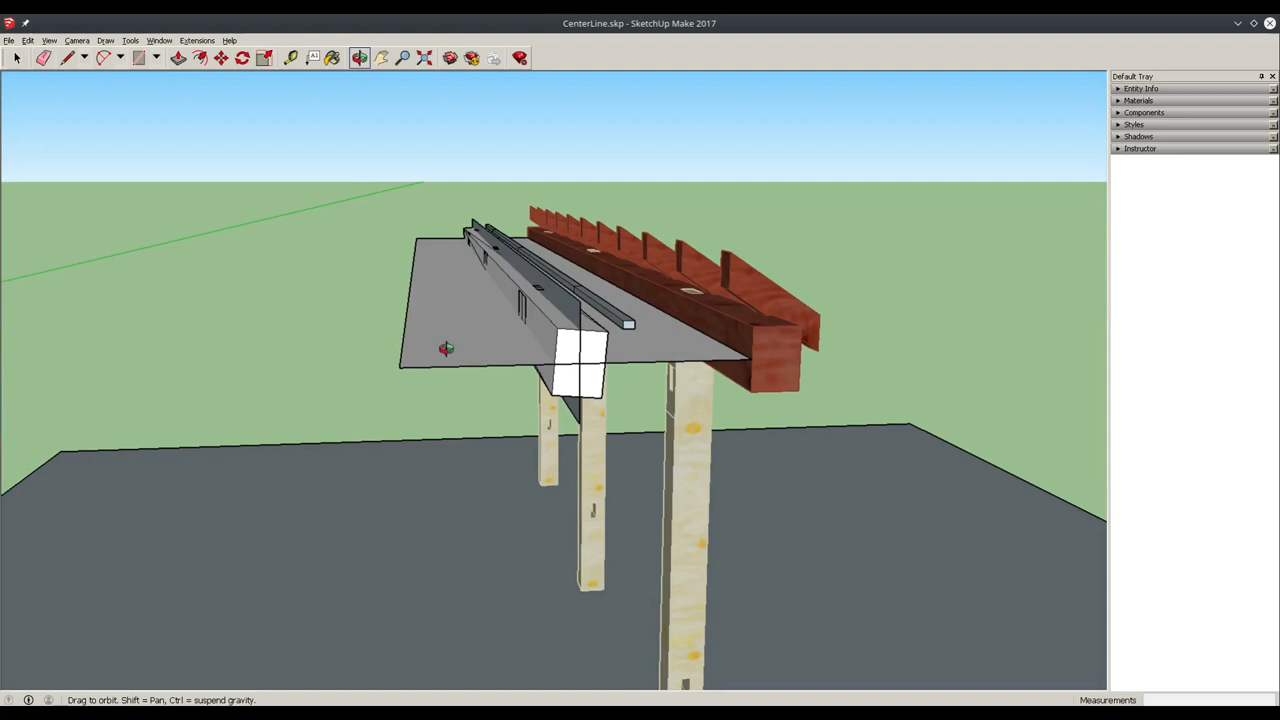 CenterLine.skp - SketchUp Make 2017
File Edit View Camera Draw Tools Window Extensions Help
A1
Default Tray
Entity Info
Materials
Components
Styles
Shadows
Instructor
Drag to orbit. Shift = Pan, Ctrl = suspend gravity.
Measurements